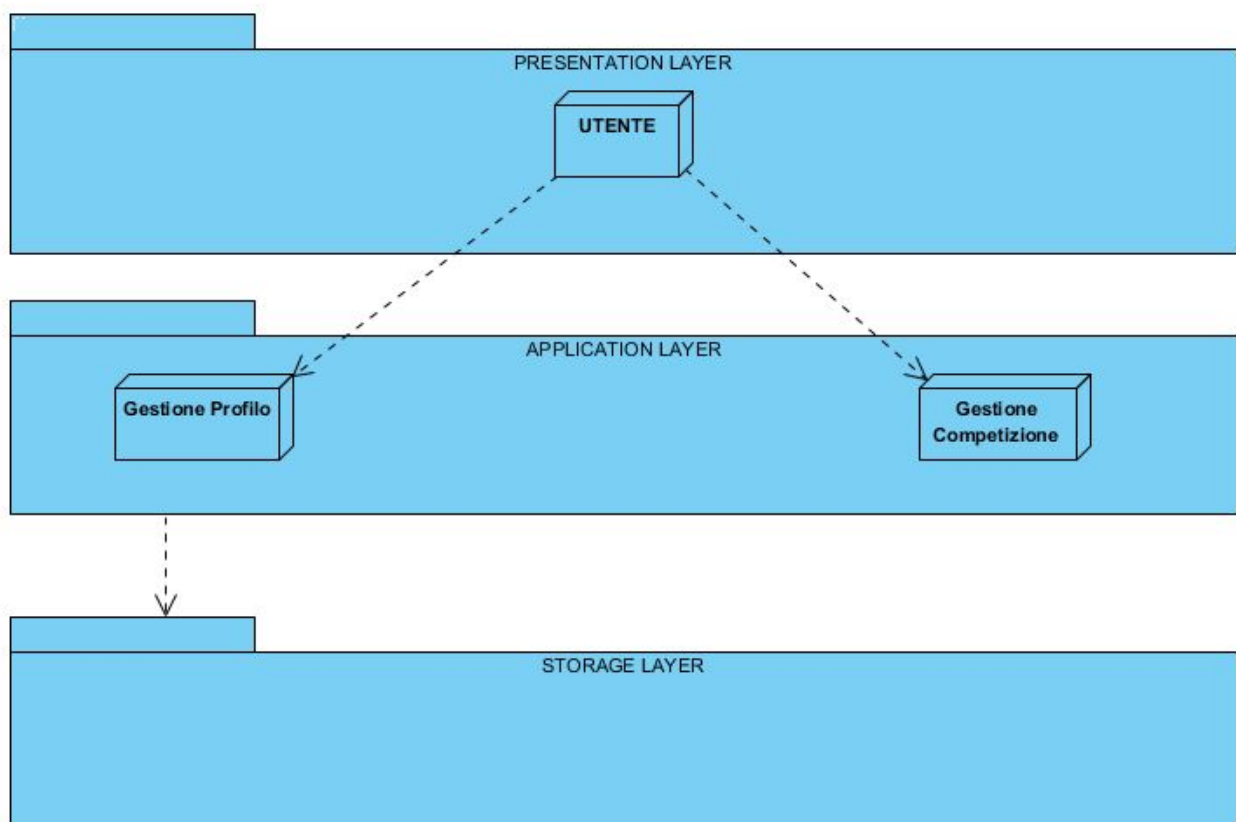 PRESENTATION LAYER
UTENTE
APPLICATION LAYER
Gestione Profilo
Gestione
Competizione
STORAGE LAYER